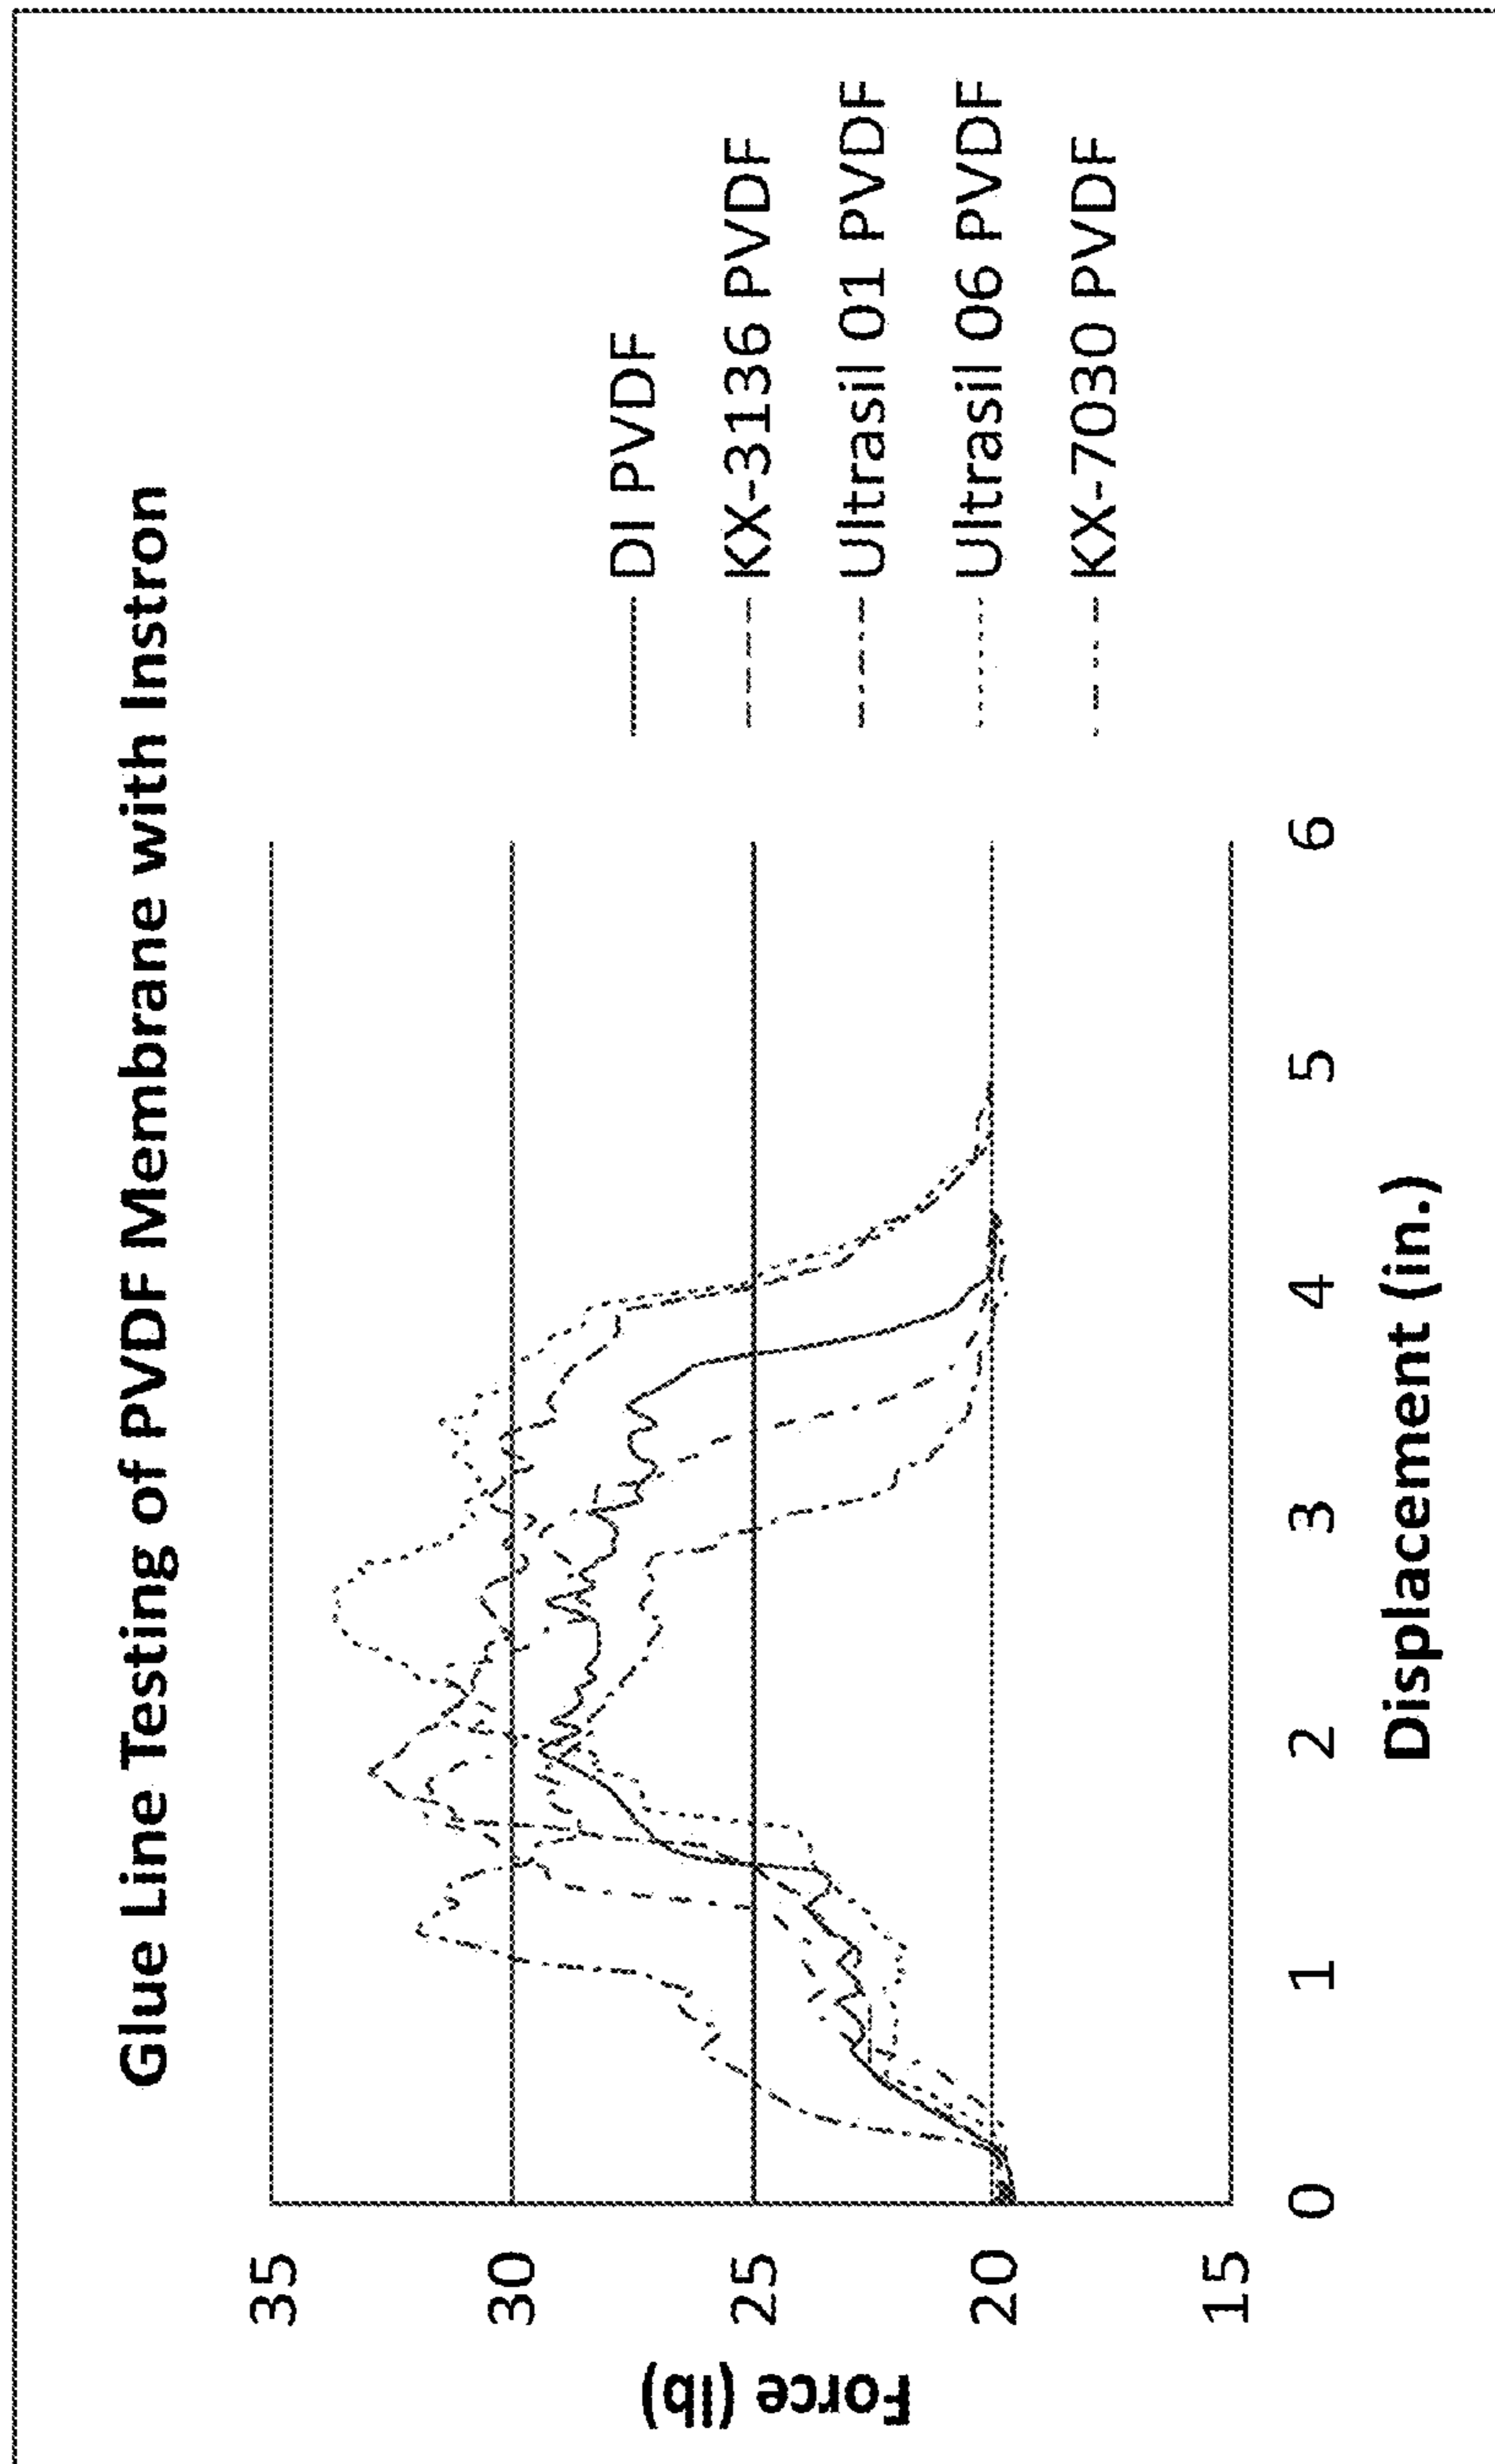 Glue Line Testing of PVDF Membrane with Instron
Force (lb)
35
30
25
20
15
0 1 2 3 4 5 6
Displacement (in.)
DI PVDF
KX-3136 PVDF
Ultrasil 01 PVDF
Ultrasil 06 PVDF
KX-7030 PVDF